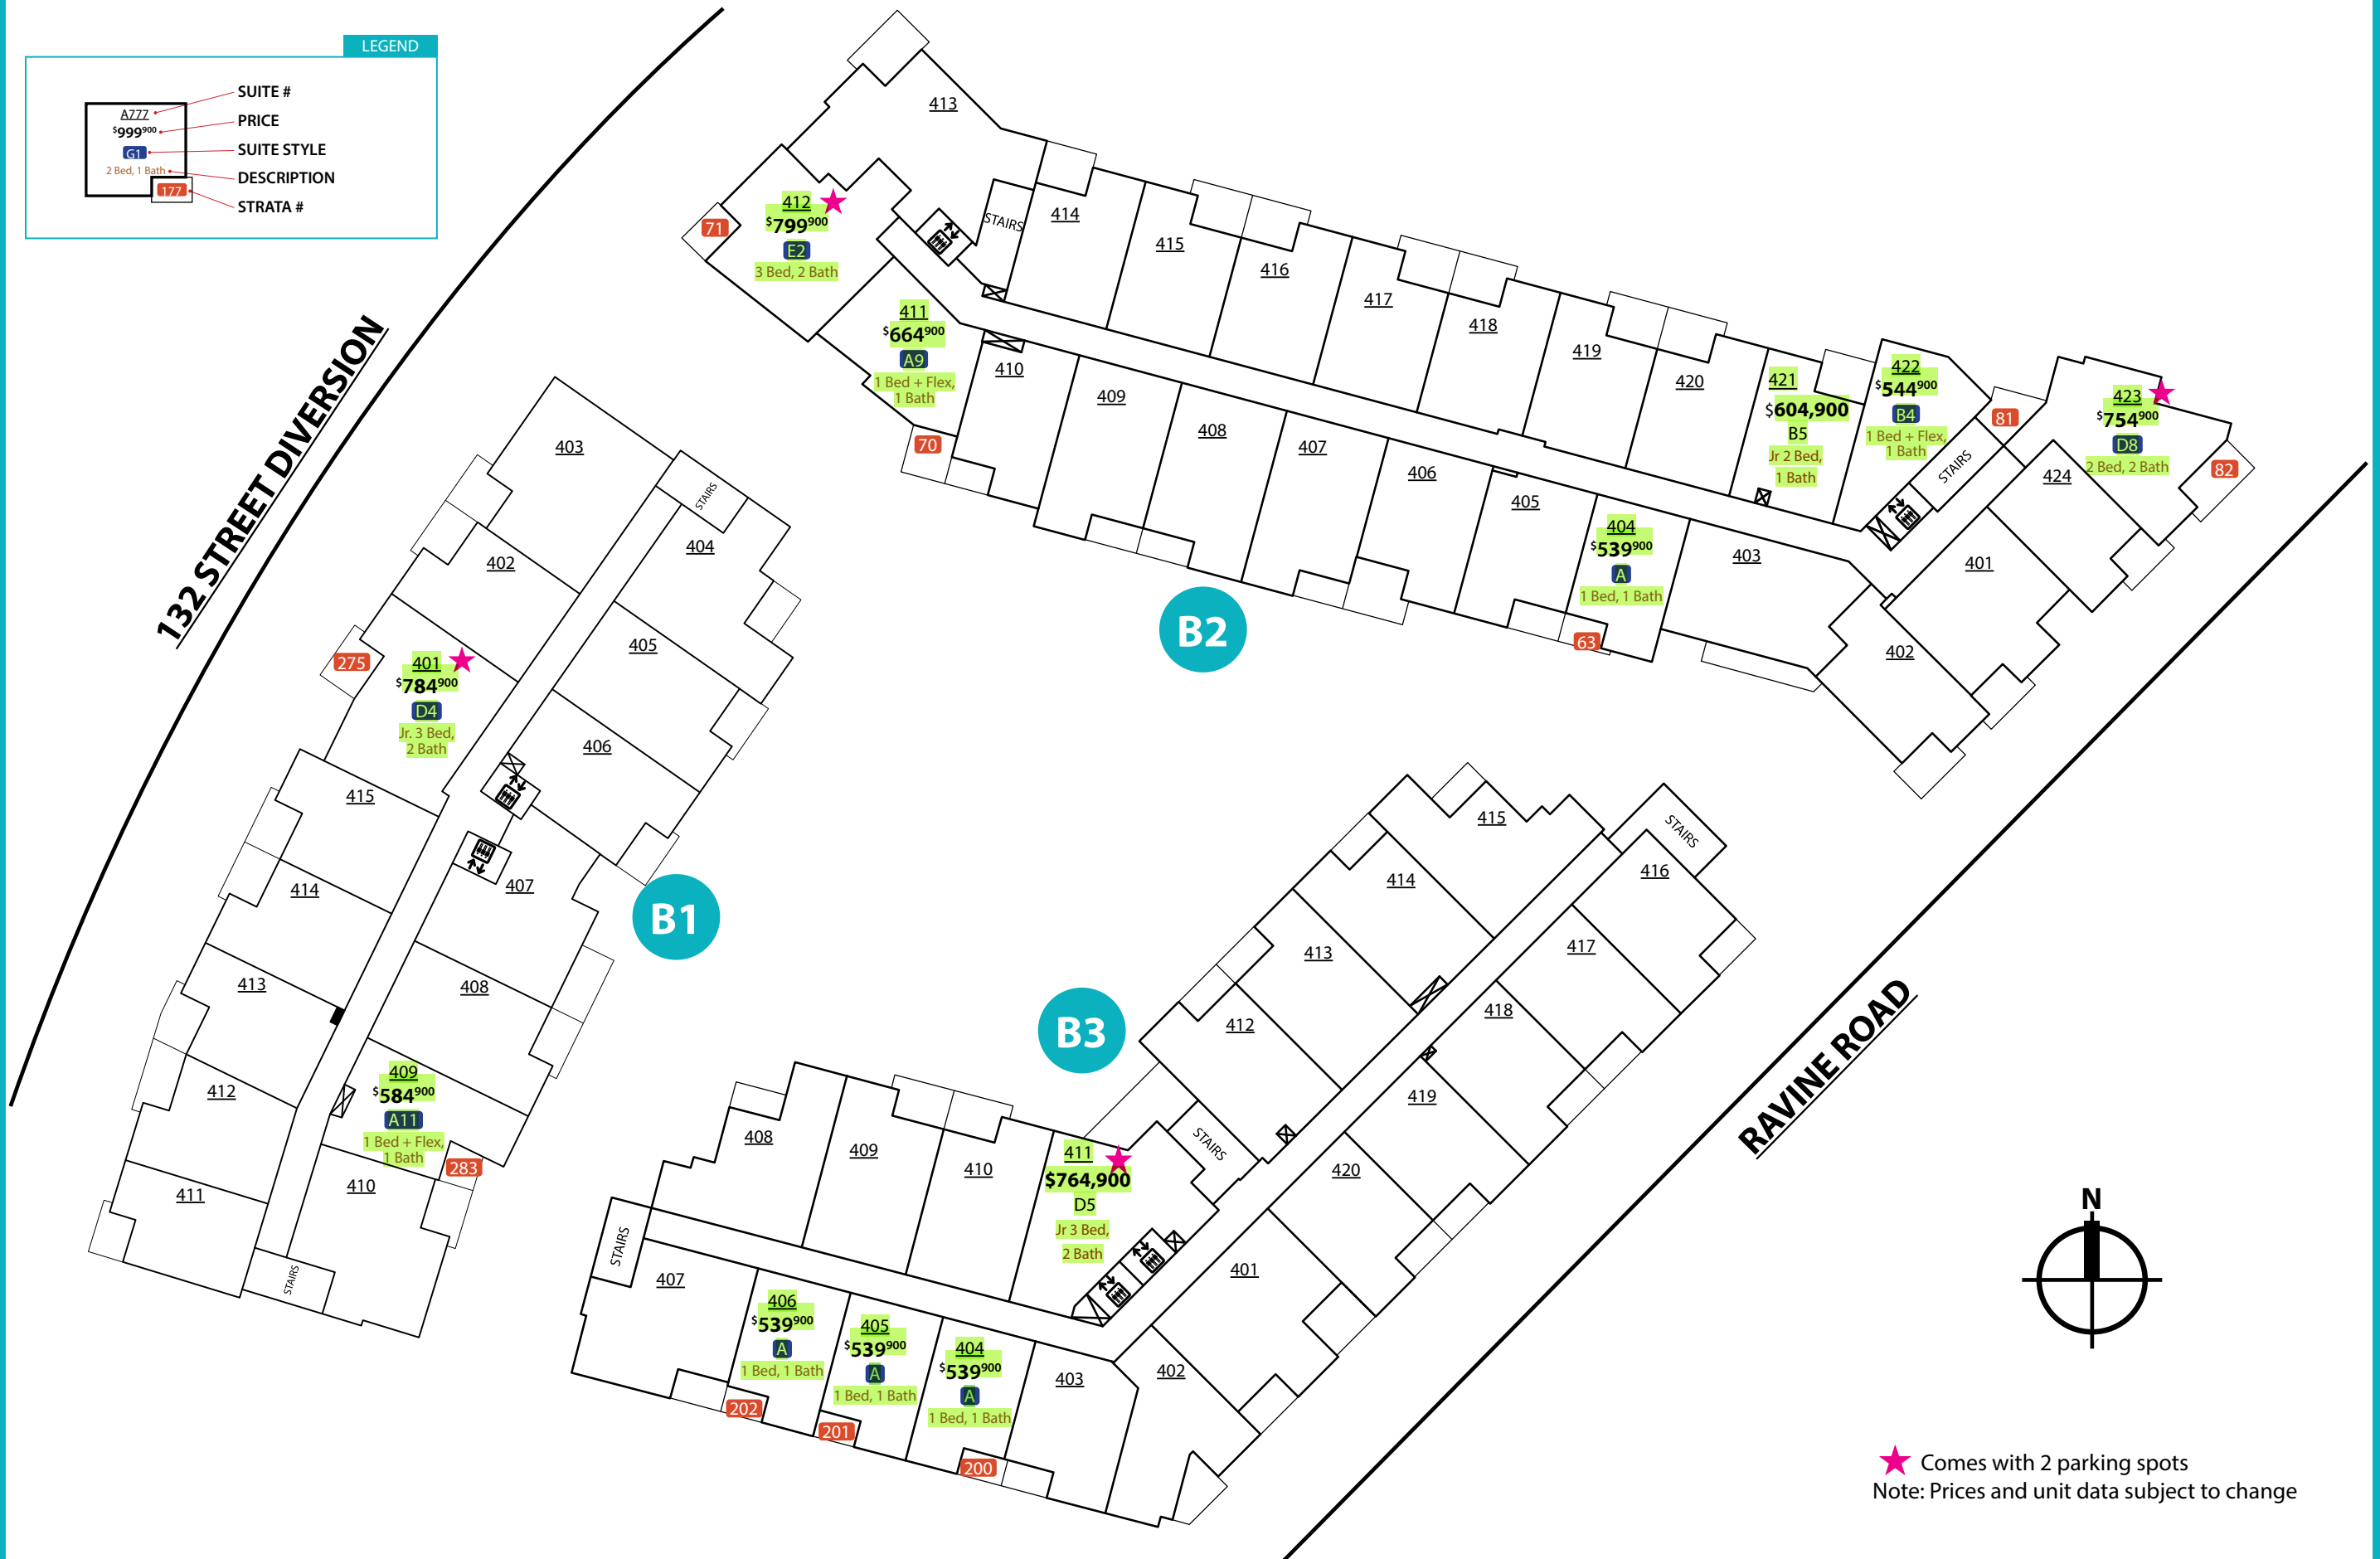 LEGEND
A777
$999900
G1
2 Bed, 1 Bath
177
SUITE #
PRICE
SUITE STYLE
DESCRIPTION
STRATA #
132 STREET DIVERSION
413
412
$799900
E2
3 Bed, 2 Bath
71
STAIRS
414
415
416
417
418
419
420
421
$604,900
B5
Jr 2 Bed,
1 Bath
422
$544900
B4
1 Bed + Flex,
1 Bath
81
STAIRS
423
$754900
D8
2 Bed, 2 Bath
82
424
411
$664900
A9
1 Bed + Flex,
1 Bath
70
410
409
408
407
406
405
404
$539900
A
1 Bed, 1 Bath
63
403
401
402
B2
403
STAIRS
402
404
401
$784900
D4
Jr. 3 Bed,
2 Bath
275
405
406
415
414
407
413
408
412
409
$584900
A11
1 Bed + Flex,
1 Bath
283
411
410
STAIRS
B1
B3
415
STAIRS
414
416
413
417
412
418
419
STAIRS
420
408
409
410
411
$764,900
D5
Jr 3 Bed,
2 Bath
STAIRS
407
406
$539900
A
1 Bed, 1 Bath
202
405
$539900
A
1 Bed, 1 Bath
201
404
$539900
A
1 Bed, 1 Bath
200
403
402
401
RAVINE ROAD
N
Comes with 2 parking spots
Note: Prices and unit data subject to change